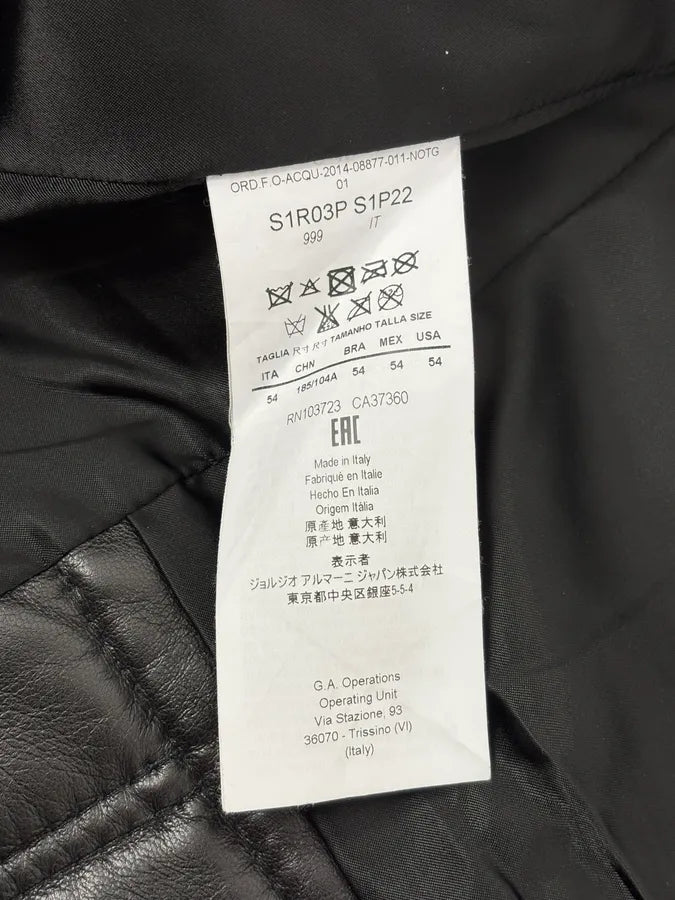 ORD.F.O-ACQU-2014-08877-011-NOTG
01
S1R03P S1P22
999 IT
TAGLIA 尺寸 尺寸 TAMANHO TALLA SIZE
ITA CHN BRA MEX USA
54 185/104A 54 54 54
RN103723 CA37360
EAC
Made in Italy
Fabriqué en Italie
Hecho En Italia
Origem Itália
原産地 意大利
原产地 意大利
表示者
ジョルジオ アルマーニ ジャパン株式会社
東京都中央区銀座5-5-4
G.A. Operations
Operating Unit
Via Stazione, 93
36070 - Trissino (VI)
(Italy)